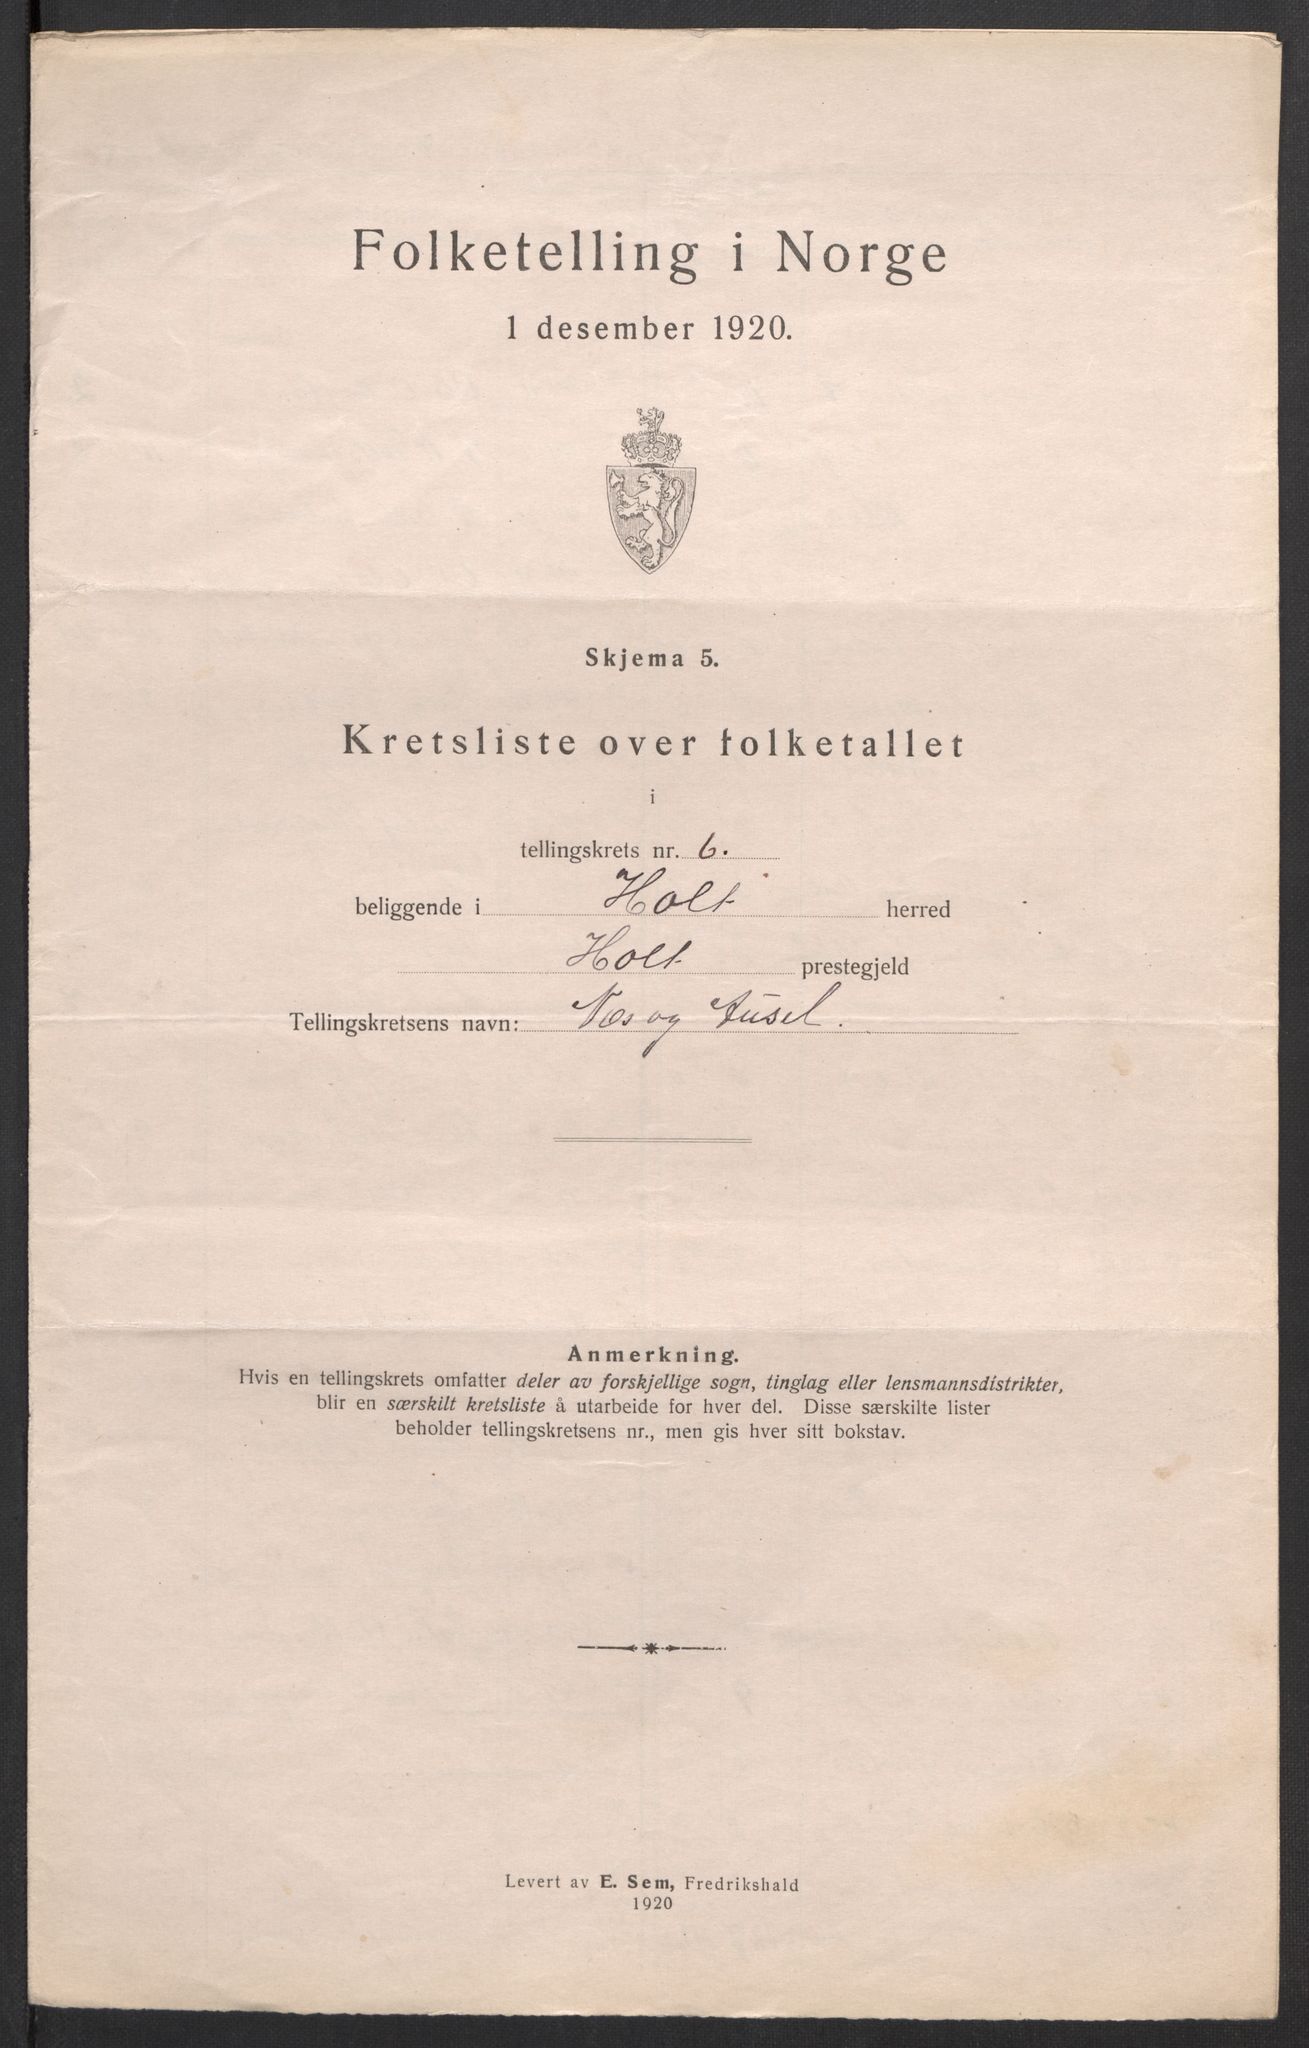 Folketelling i Norge
1 desember 1920.
Skjema 5.
Kretsliste over folketallet
i
tellingskrets nr. 6.
beliggende i Holt herred
Holt prestegjeld
Tellingskretsens navn: Næs og Ausel.
Anmerkning.
Hvis en tellingskrets omfatter deler av forskjellige sogn, tinglag eller lensmannsdistrikter,
blir en særskilt kretsliste å utarbeide for hver del. Disse særskilte lister
beholder tellingskretsens nr., men gis hver sitt bokstav.
Levert av E. Sem, Fredrikshald
1920